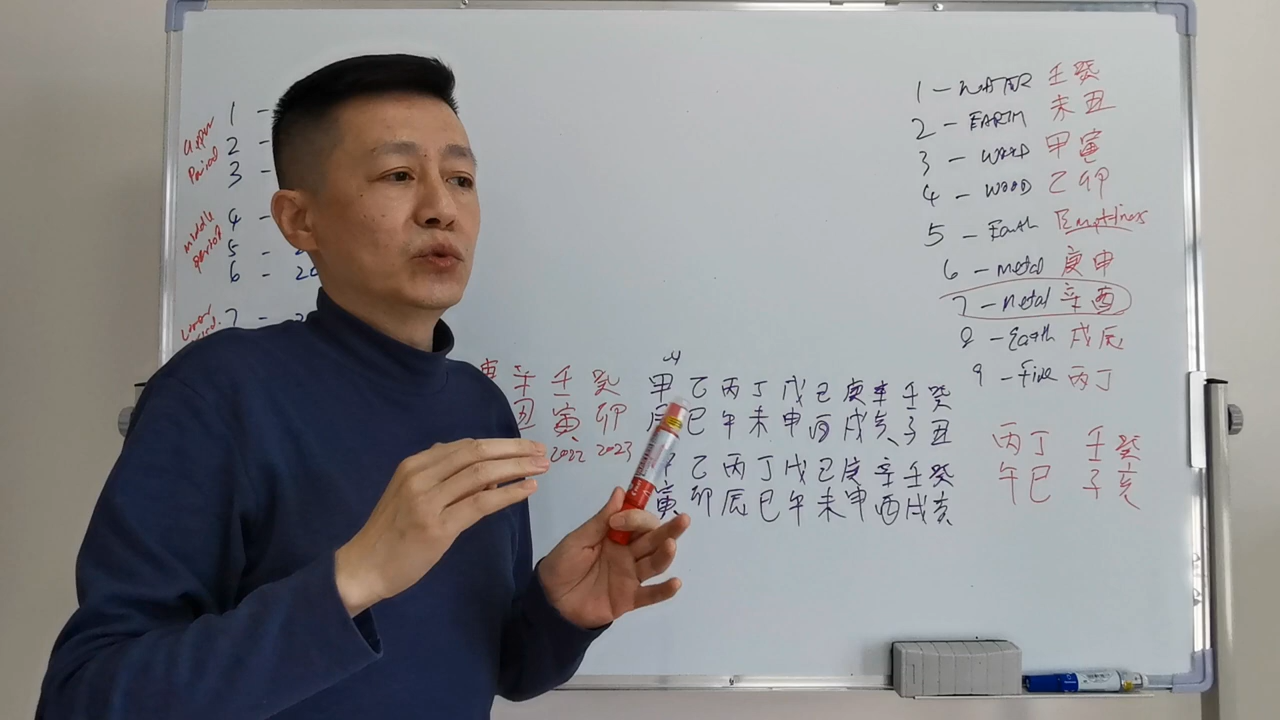 upper
Period
1 -
2 -
3 -
middle
period
4 -
5 -
6 - 20
Lower
7 -
1 - WATER 壬癸
2 - EARTH 未丑
3 - WOOD 甲寅
4 - WOOD 乙卯
5 - Earth Emptiness
6 - metal 庚申
7 - metal 辛酉
8 - Earth 戌辰
9 - Fire 丙丁
辛 壬 癸
丑 寅 卯
2022 2023
甲 乙 丙 丁 戊 己 庚 辛 壬 癸
巳 午 未 申 酉 戌 亥 子 丑
乙 丙 丁 戊 己 庚 辛 壬 癸
寅 卯 辰 巳 午 未 申 酉 戌 亥
丙丁 壬癸
午巳 子亥